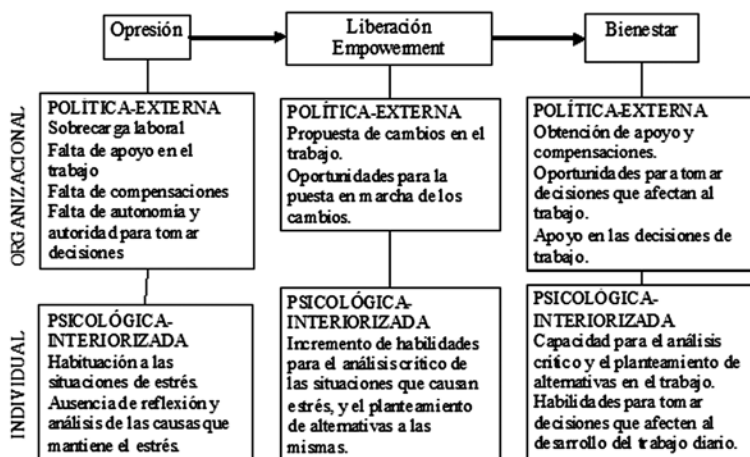 Opresión
Liberación
Empowerment
Bienestar
ORGANIZACIONAL
POLÍTICA-EXTERNA
Sobrecarga laboral
Falta de apoyo en el
trabajo
Falta de compensaciones
Falta de autonomía y
autoridad para tomar
decisiones
POLÍTICA-EXTERNA
Propuesta de cambios en el
trabajo.
Oportunidades para la
puesta en marcha de los
cambios.
POLÍTICA-EXTERNA
Obtención de apoyo y
compensaciones.
Oportunidades para tomar
decisiones que afectan al
trabajo.
Apoyo en las decisiones de
trabajo.
INDIVIDUAL
PSICOLÓGICA-
INTERIORIZADA
Habituación a las
situaciones de estrés.
Ausencia de reflexión y
análisis de las causas que
mantiene el estrés.
PSICOLÓGICA-
INTERIORIZADA
Incremento de habilidades
para el análisis critico de
las situaciones que causan
estrés, y el planteamiento
de alternativas a las
mismas.
PSICOLÓGICA-
INTERIORIZADA
Capacidad para el análisis
critico y el planteamiento de
alternativas en el trabajo.
Habilidades para tomar
decisiones que afecten al
desarrollo del trabajo diario.